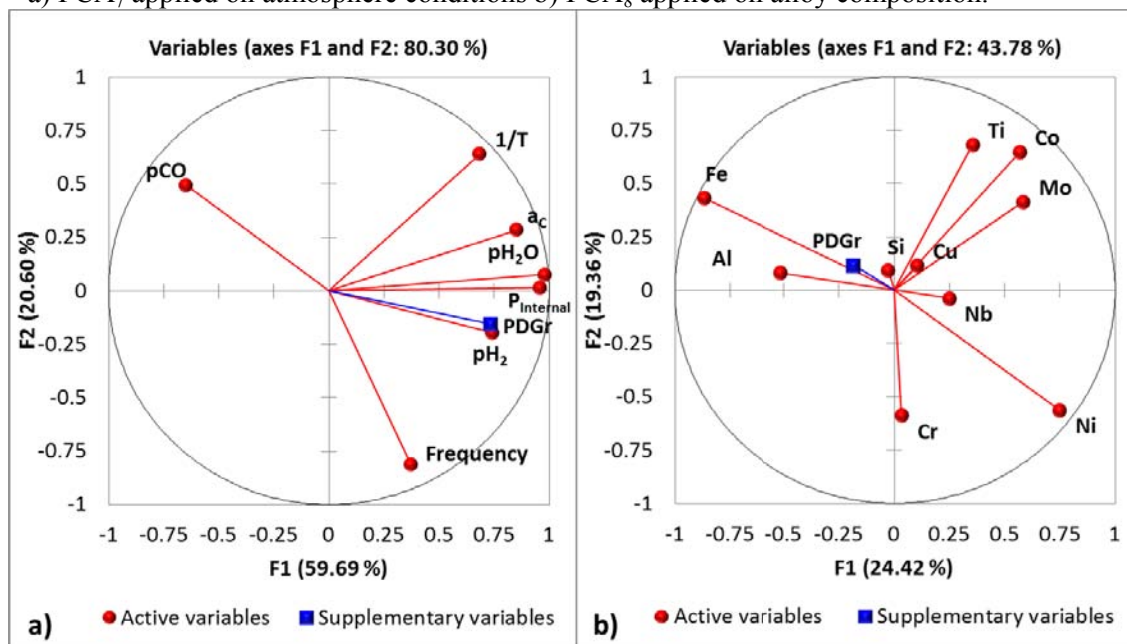 a) PCA7 applied on atmosphere conditions b) PCA8 applied on alloy composition.
Variables (axes F1 and F2: 80.30 %)
1
0.75
0.5
0.25
0
-0.25
-0.5
-0.75
-1
F2 (20.60 %)
pCO
1/T
aC
pH2O
PInternal
PDGr
pH2
Frequency
-1 -0.75 -0.5 -0.25 0 0.25 0.5 0.75 1
F1 (59.69 %)
a)
Active variables Supplementary variables
Variables (axes F1 and F2: 43.78 %)
1
0.75
0.5
0.25
0
-0.25
-0.5
-0.75
-1
F2 (19.36 %)
Ti Co
Fe Mo
PDGr Si Cu
Al
Nb
Cr Ni
-1 -0.75 -0.5 -0.25 0 0.25 0.5 0.75 1
F1 (24.42 %)
b)
Active variables Supplementary variables